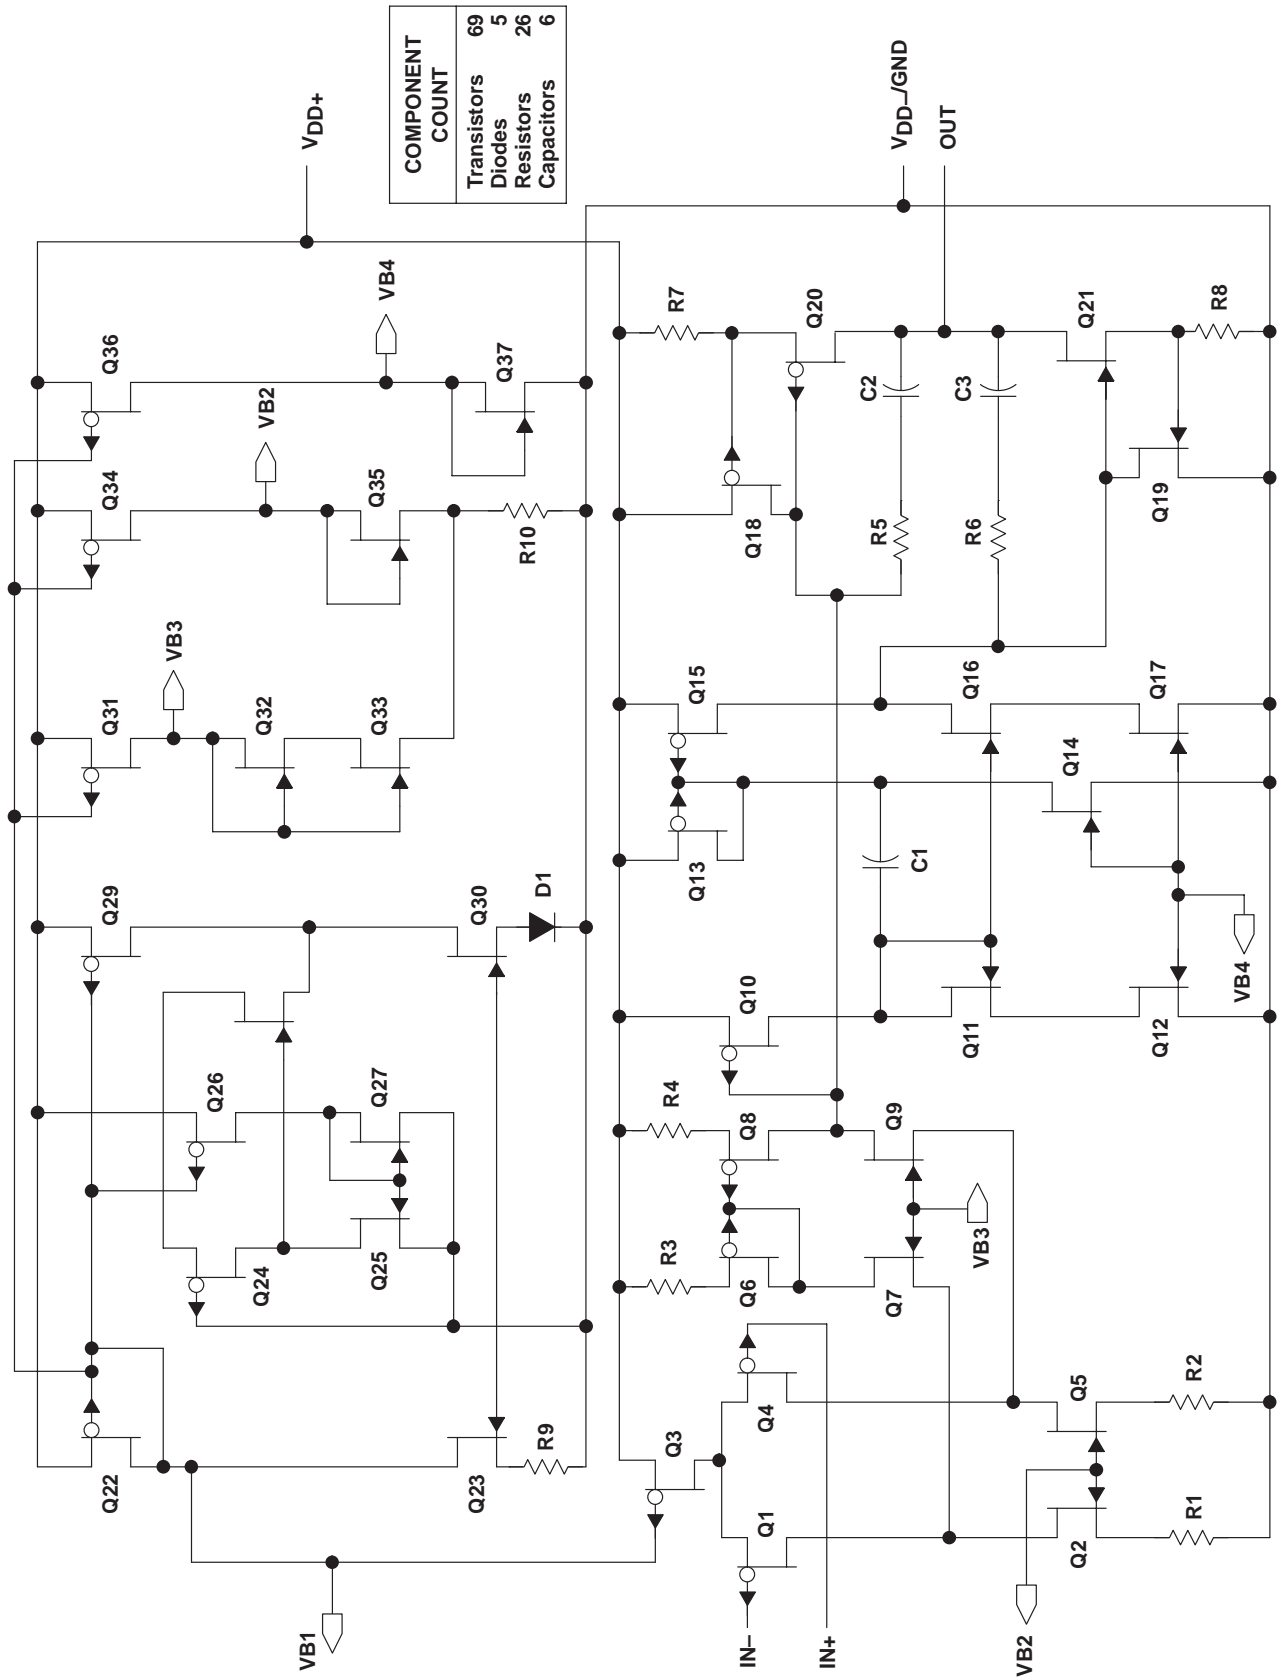 Q22
Q29
Q31
Q34
Q36
VB3
Q26
Q24
Q32
VB2
VB1
VDD+
Q25
Q27
Q33
Q35
VB4
Q23
Q30
Q37
R9
D1
R10
COMPONENT
COUNT
Transistors 69
Diodes 5
Resistors 26
Capacitors 6
Q3
R3
R4
Q13
Q15
R7
IN–
Q1
Q4
Q6
Q8
Q10
Q18
Q20
IN+
R5
C2
Q7
Q9
C1
VDD–/GND
OUT
VB3
Q11
Q16
R6
C3
VB2
Q2
Q5
Q14
Q21
Q12
Q17
Q19
R1
R2
R8
VB4